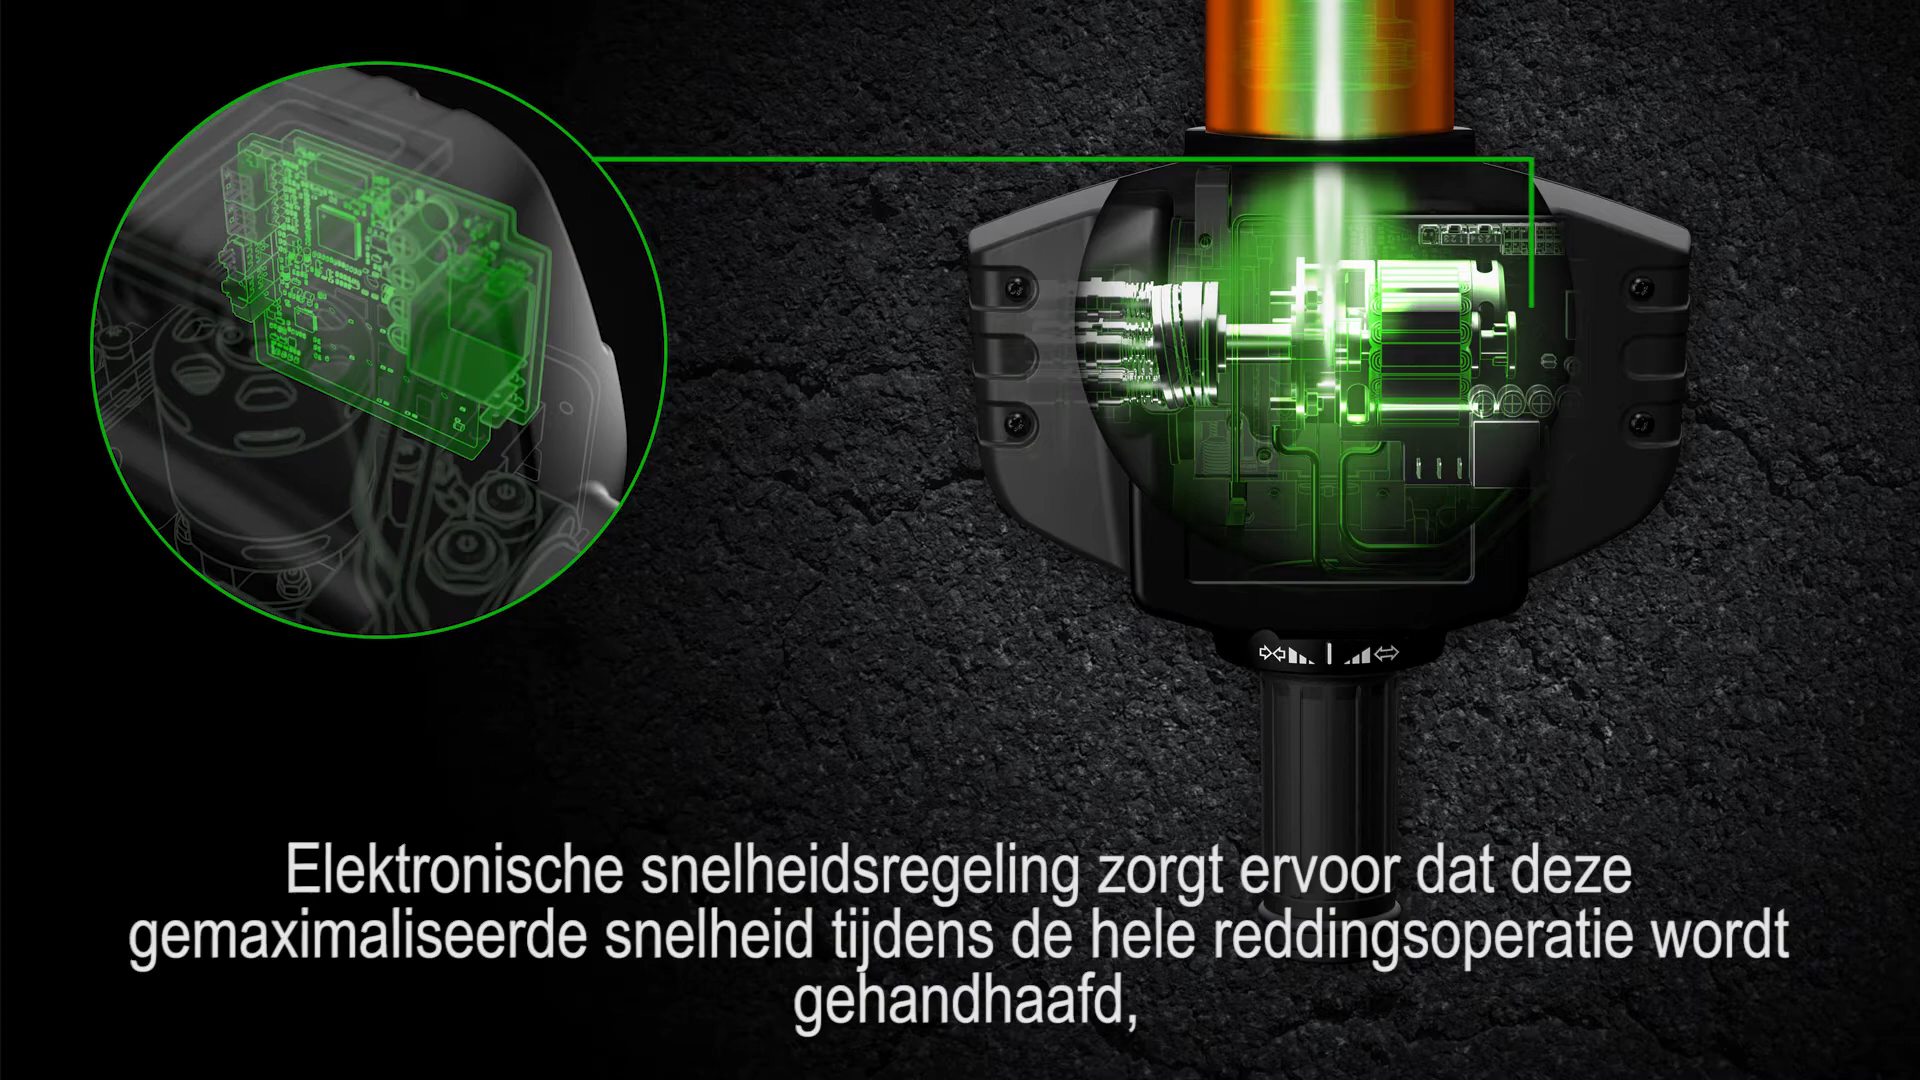 Elektronische snelheidsregeling zorgt ervoor dat deze
gemaximaliseerde snelheid tijdens de hele reddingsoperatie wordt
gehandhaafd,